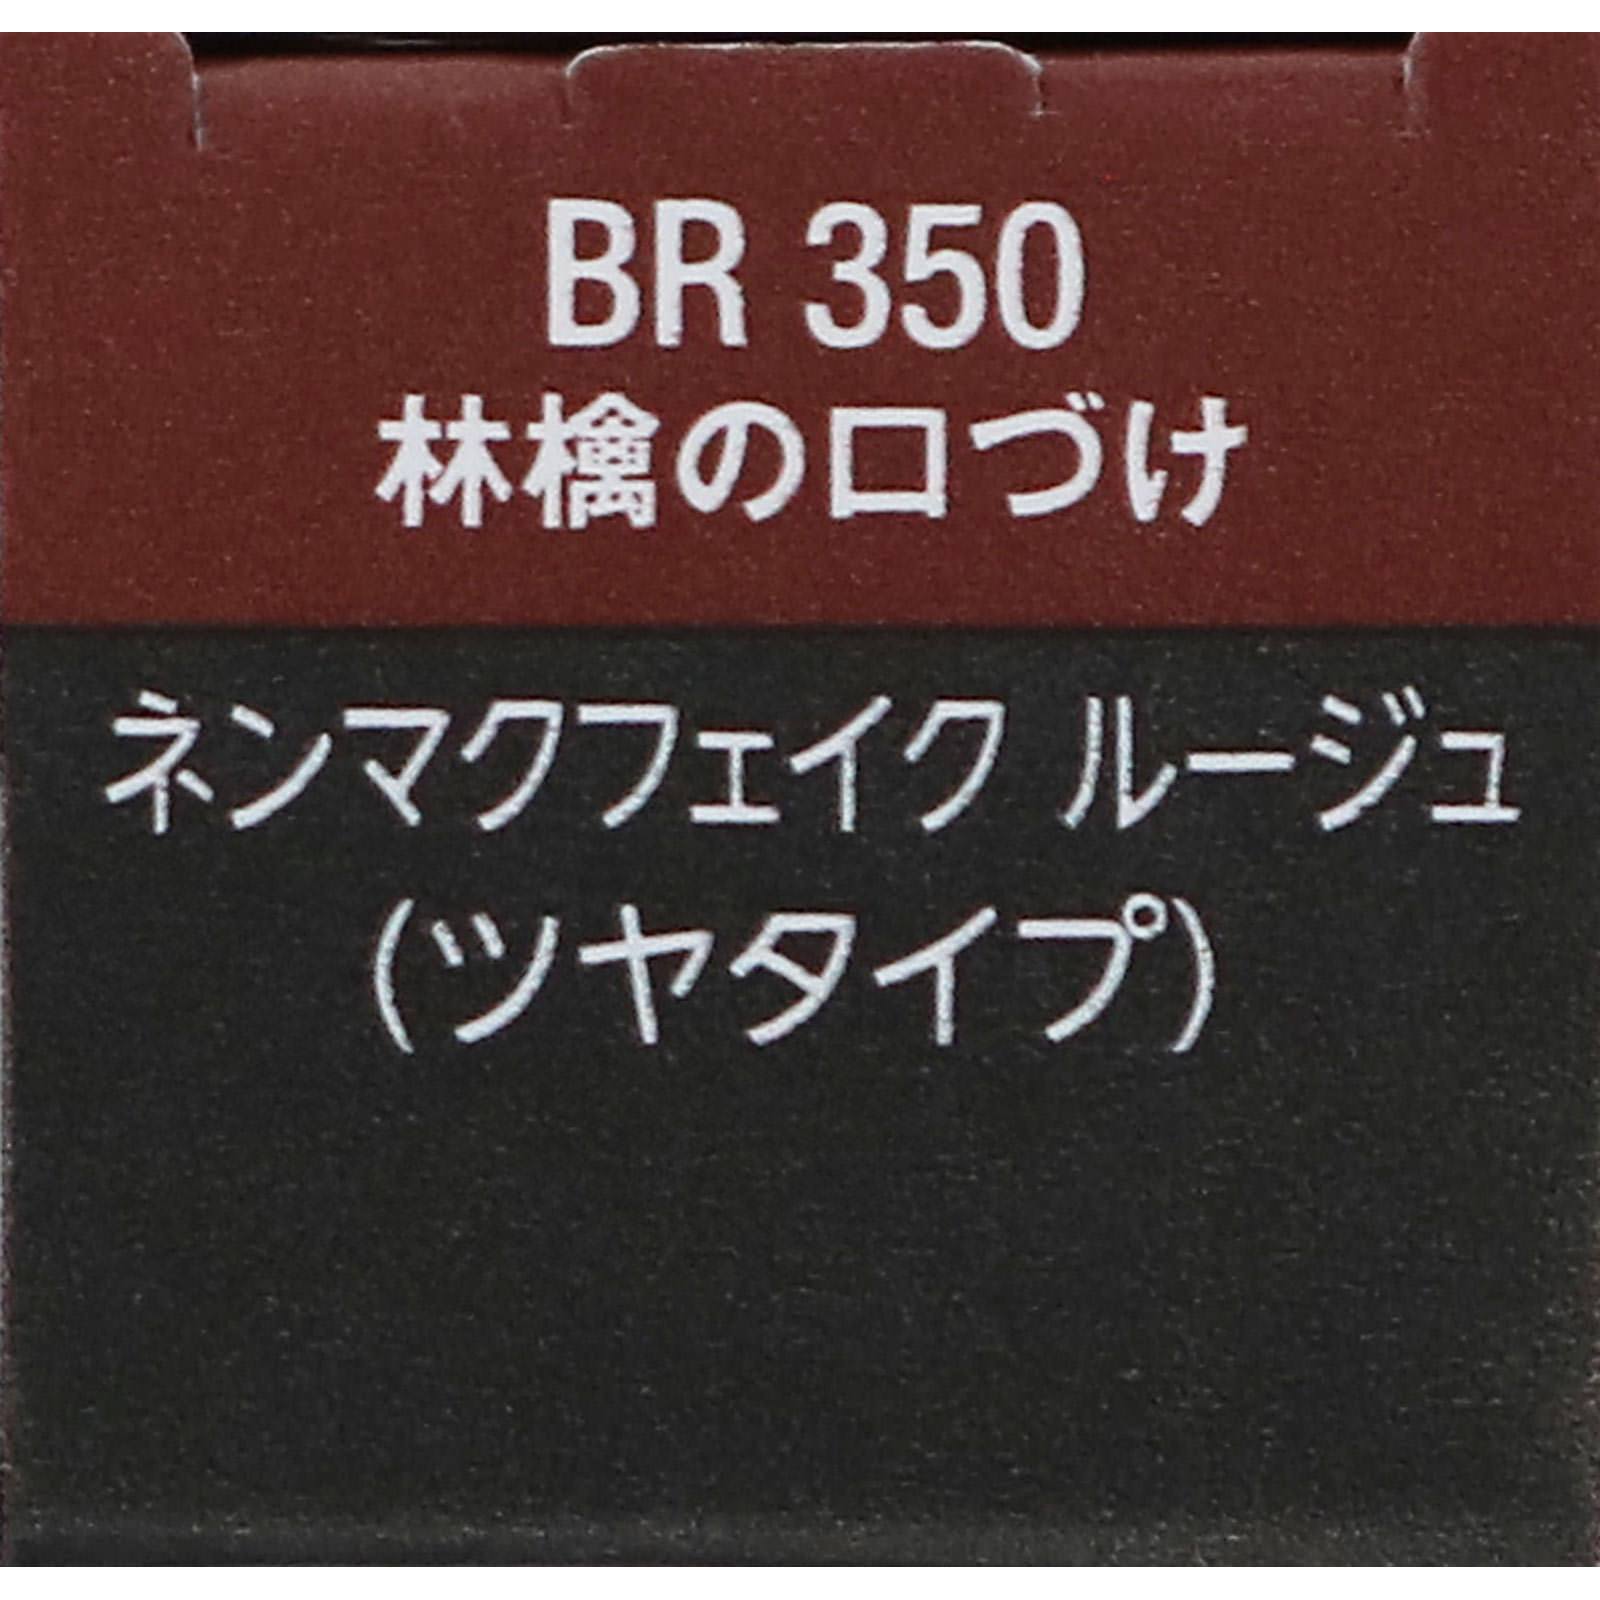 BR 350
林檎の口づけ
ネンマクフェイク ルージュ
(ツヤタイプ)